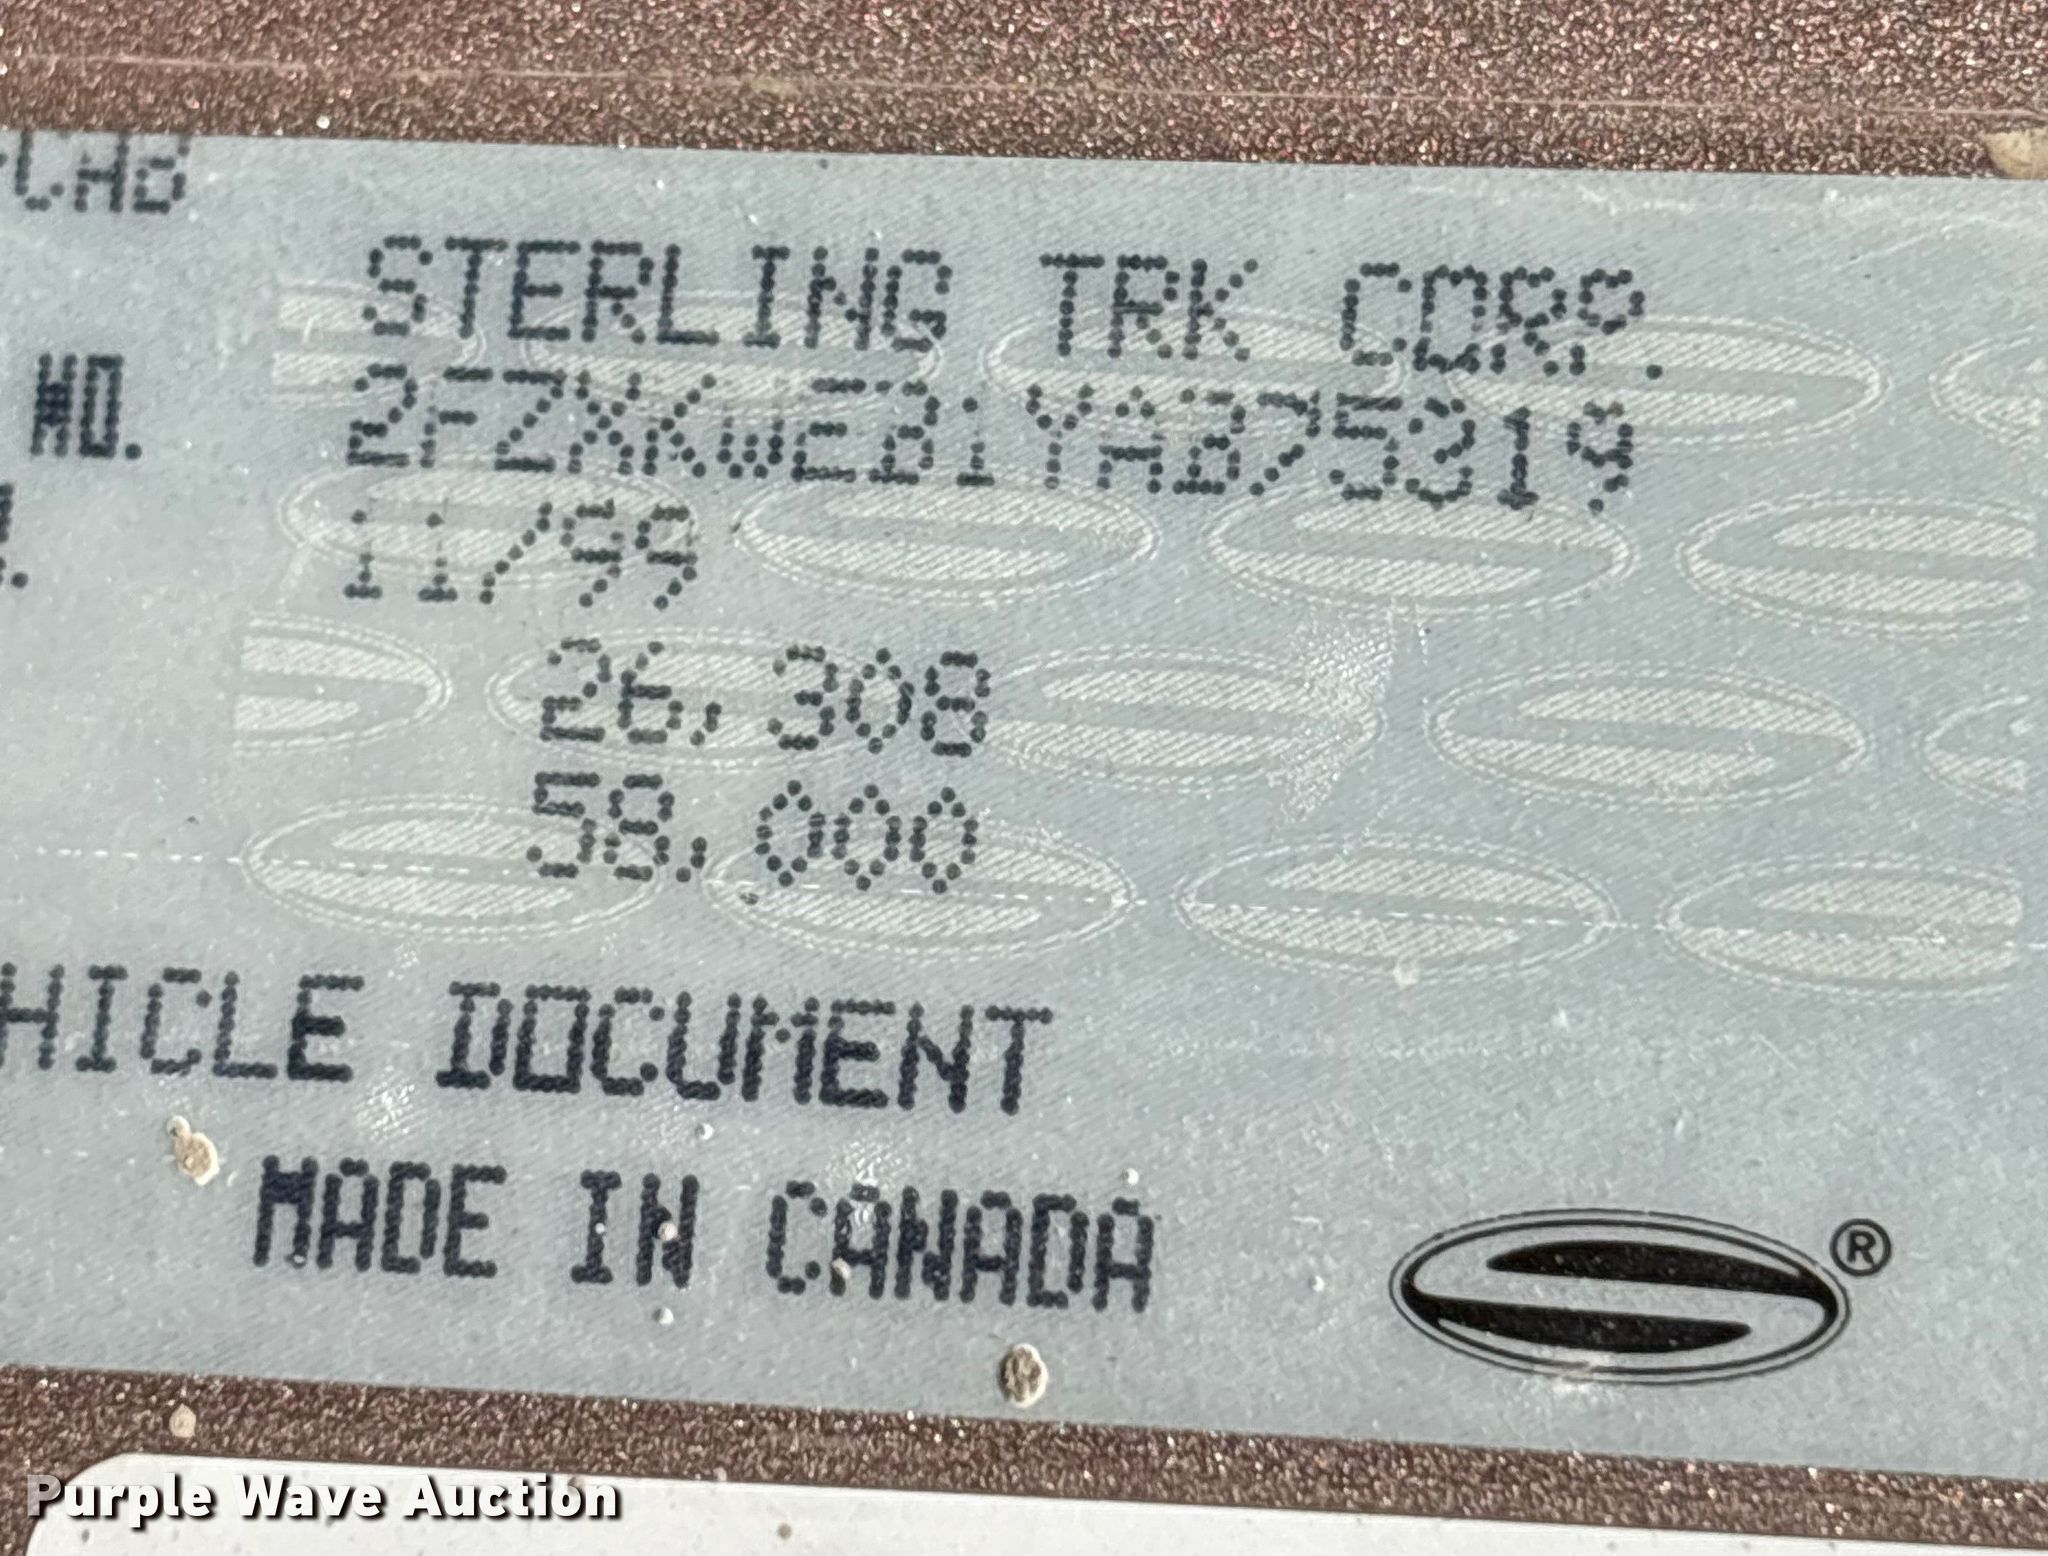 CAB
STERLING TRK CORP.
NO. 2FZXKWEB1YAB75319
11/99
26,308
58,000
HICLE DOCUMENT
MADE IN CANADA
®
Purple Wave Auction